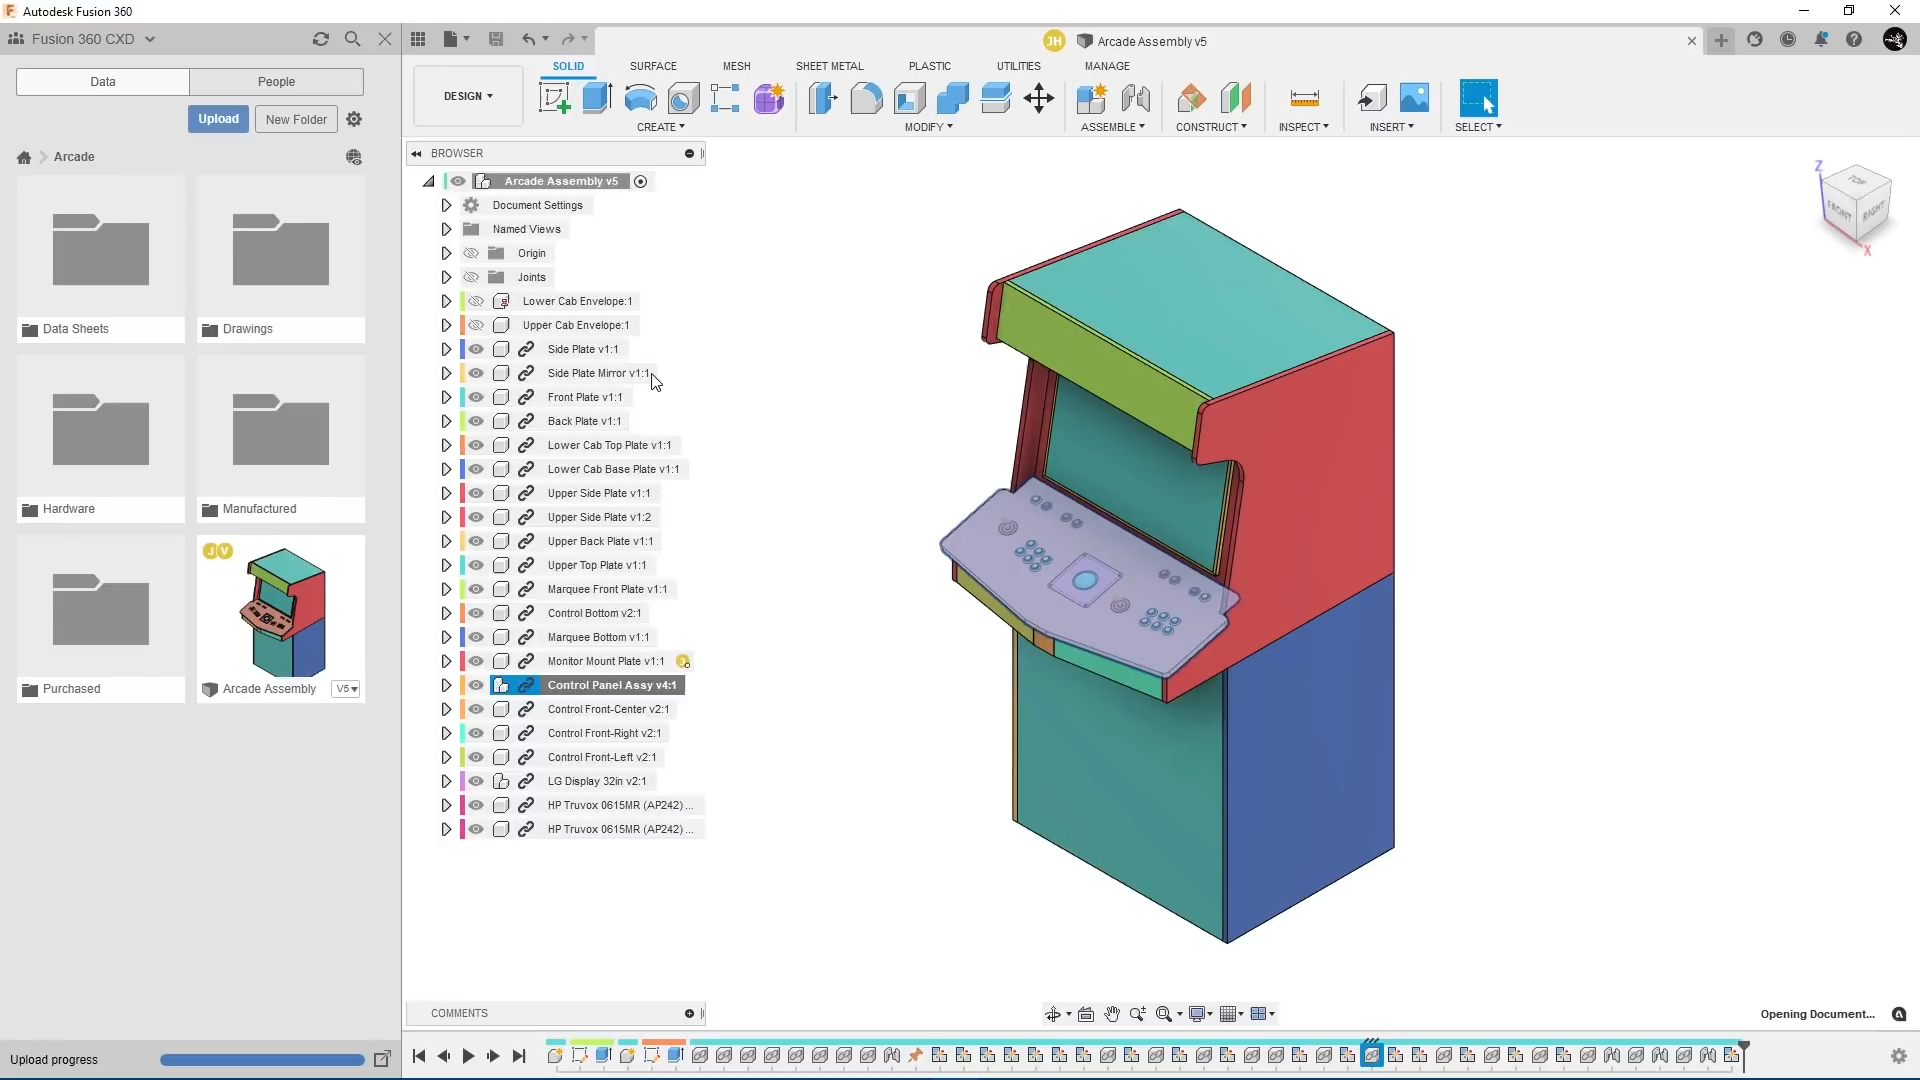 Autodesk Fusion 360
Fusion 360 CXD
Data
People
Upload
New Folder
Arcade
Data Sheets
Drawings
Hardware
Manufactured
Purchased
J V
Arcade Assembly
V5
Upload progress
JH
Arcade Assembly v5
SOLID
SURFACE
MESH
SHEET METAL
PLASTIC
UTILITIES
MANAGE
DESIGN
CREATE
MODIFY
ASSEMBLE
CONSTRUCT
INSPECT
INSERT
SELECT
BROWSER
Arcade Assembly v5
Document Settings
Named Views
Origin
Joints
Lower Cab Envelope:1
Upper Cab Envelope:1
Side Plate v1:1
Side Plate Mirror v1:1
Front Plate v1:1
Back Plate v1:1
Lower Cab Top Plate v1:1
Lower Cab Base Plate v1:1
Upper Side Plate v1:1
Upper Side Plate v1:2
Upper Back Plate v1:1
Upper Top Plate v1:1
Marquee Front Plate v1:1
Control Bottom v2:1
Marquee Bottom v1:1
Monitor Mount Plate v1:1
Control Panel Assy v4:1
Control Front-Center v2:1
Control Front-Right v2:1
Control Front-Left v2:1
LG Display 32in v2:1
HP Truvox 0615MR (AP242) ...
HP Truvox 0615MR (AP242) ...
COMMENTS
Z
TOP
FRONT
RIGHT
X
Opening Document...